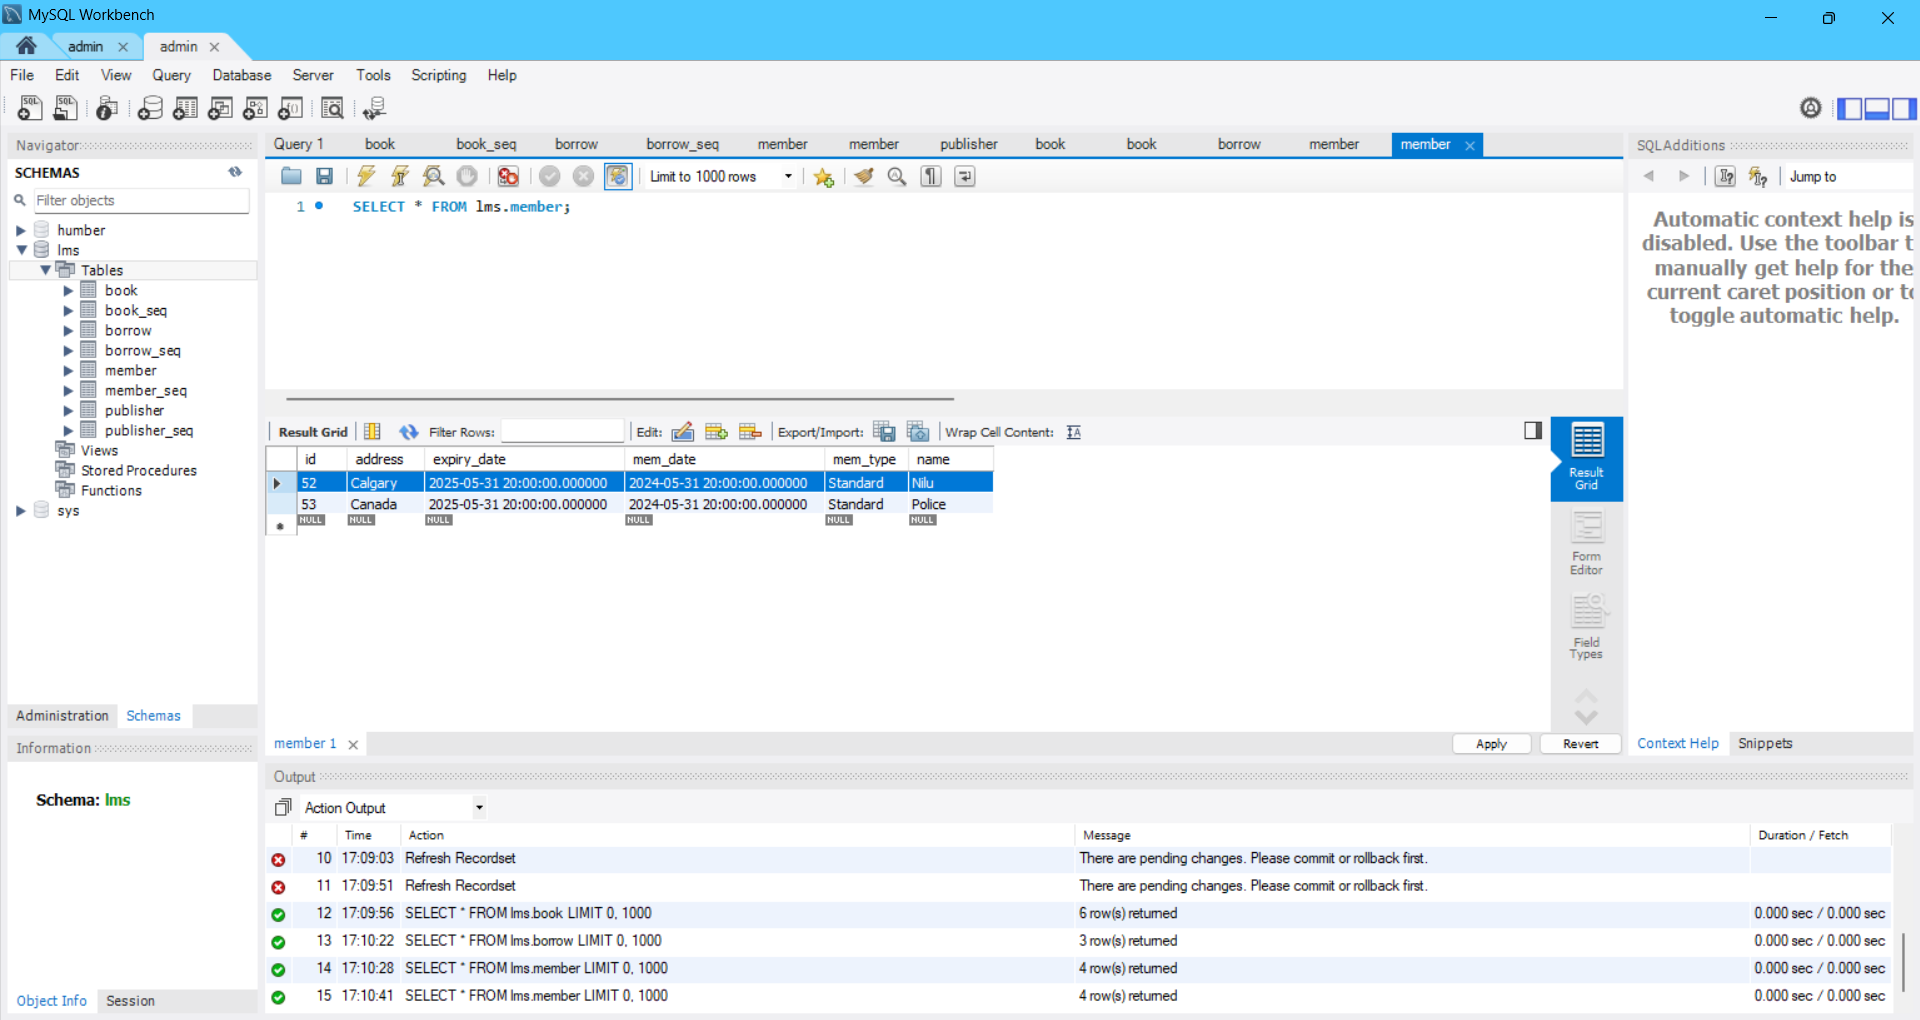 MySQL Workbench
admin
admin
File Edit View Query Database Server Tools Scripting Help
Navigator
SCHEMAS
Filter objects
humber
lms
Tables
book
book_seq
borrow
borrow_seq
member
member_seq
publisher
publisher_seq
Views
Stored Procedures
Functions
sys
Administration Schemas
Information
Schema: lms
Object Info Session
Query 1 book book_seq borrow borrow_seq member member publisher book book borrow member member
Limit to 1000 rows
1 SELECT * FROM lms.member;
Result Grid Filter Rows: Edit: Export/Import: Wrap Cell Content:
id address expiry_date mem_date mem_type name
52 Calgary 2025-05-31 20:00:00.000000 2024-05-31 20:00:00.000000 Standard Nilu
53 Canada 2025-05-31 20:00:00.000000 2024-05-31 20:00:00.000000 Standard Police
NULL NULL NULL NULL NULL NULL
Result
Grid
Form
Editor
Field
Types
member 1 Apply Revert
SQLAdditions
Jump to
Automatic context help is
disabled. Use the toolbar t
manually get help for the
current caret position or to
toggle automatic help.
Context Help Snippets
Output
Action Output
# Time Action Message Duration / Fetch
10 17:09:03 Refresh Recordset There are pending changes. Please commit or rollback first.
11 17:09:51 Refresh Recordset There are pending changes. Please commit or rollback first.
12 17:09:56 SELECT * FROM lms.book LIMIT 0, 1000 6 row(s) returned 0.000 sec / 0.000 sec
13 17:10:22 SELECT * FROM lms.borrow LIMIT 0, 1000 3 row(s) returned 0.000 sec / 0.000 sec
14 17:10:28 SELECT * FROM lms.member LIMIT 0, 1000 4 row(s) returned 0.000 sec / 0.000 sec
15 17:10:41 SELECT * FROM lms.member LIMIT 0, 1000 4 row(s) returned 0.000 sec / 0.000 sec